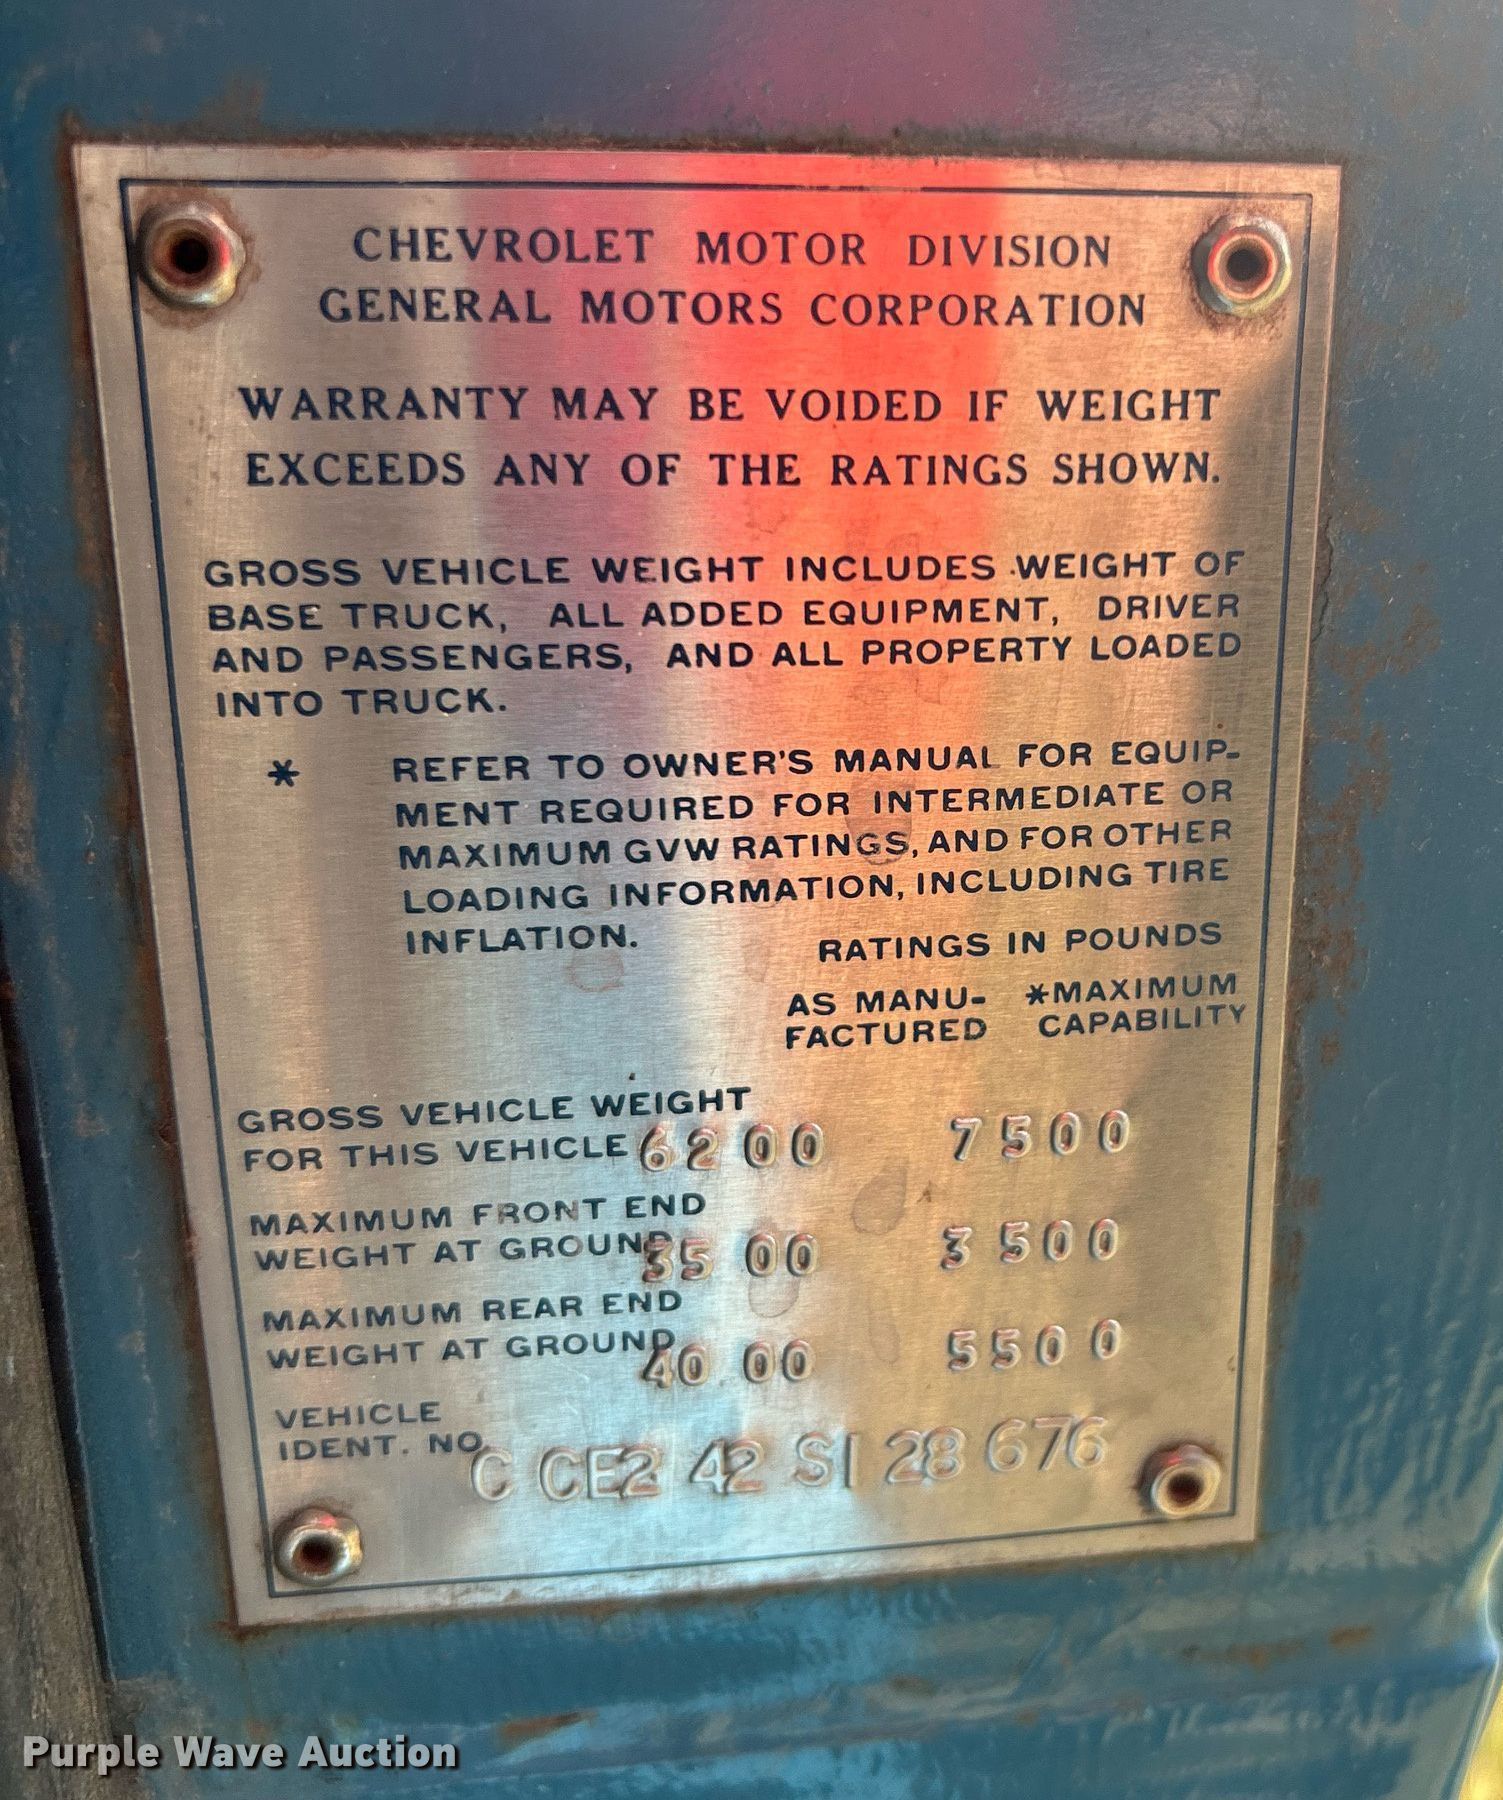 CHEVROLET MOTOR DIVISION
GENERAL MOTORS CORPORATION
WARRANTY MAY BE VOIDED IF WEIGHT
EXCEEDS ANY OF THE RATINGS SHOWN.
GROSS VEHICLE WEIGHT INCLUDES WEIGHT OF
BASE TRUCK, ALL ADDED EQUIPMENT, DRIVER
AND PASSENGERS, AND ALL PROPERTY LOADED
INTO TRUCK.
* REFER TO OWNER'S MANUAL FOR EQUIP-
MENT REQUIRED FOR INTERMEDIATE OR
MAXIMUM GVW RATINGS, AND FOR OTHER
LOADING INFORMATION, INCLUDING TIRE
INFLATION.
RATINGS IN POUNDS
AS MANU- *MAXIMUM
FACTURED CAPABILITY
GROSS VEHICLE WEIGHT
FOR THIS VEHICLE 6200 7500
MAXIMUM FRONT END
WEIGHT AT GROUND 3500 3500
MAXIMUM REAR END
WEIGHT AT GROUND 4000 5500
VEHICLE
IDENT. NO. C CE2 42 S1 28 676
Purple Wave Auction